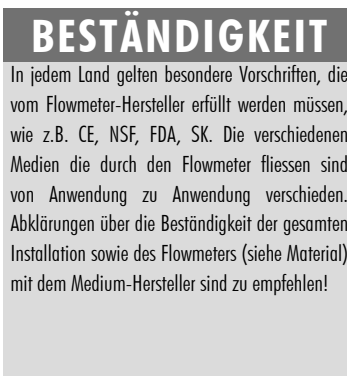 BESTÄNDIGKEIT
In jedem Land gelten besondere Vorschriften, die
vom Flowmeter-Hersteller erfüllt werden müssen,
wie z.B. CE, NSF, FDA, SK. Die verschiedenen
Medien die durch den Flowmeter fliessen sind
von Anwendung zu Anwendung verschieden.
Abklärungen über die Beständigkeit der gesamten
Installation sowie des Flowmeters (siehe Material)
mit dem Medium-Hersteller sind zu empfehlen!